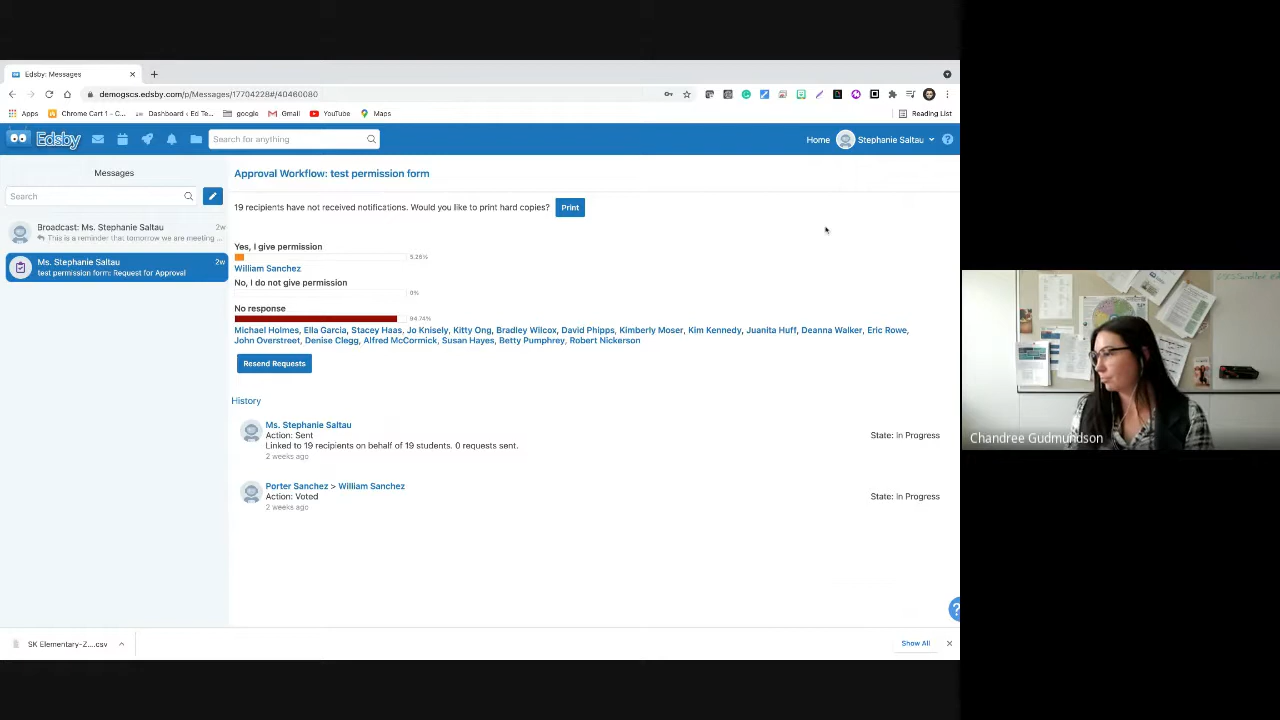 Edsby: Messages
demogscs.edsby.com/p/Messages/17704228#/40460080
Apps
Chrome Cart 1 – C...
Dashboard ‹ Ed Te...
google
Gmail
YouTube
Maps
Reading List
Edsby
Search for anything
Home
Stephanie Saltau
Messages
Search
Broadcast: Ms. Stephanie Saltau
2w
This is a reminder that tomorrow we are meeting ...
Ms. Stephanie Saltau
2w
test permission form: Request for Approval
Approval Workflow: test permission form
19 recipients have not received notifications. Would you like to print hard copies?
Print
Yes, I give permission
5.26%
William Sanchez
No, I do not give permission
0%
No response
94.74%
Michael Holmes, Ella Garcia, Stacey Haas, Jo Knisely, Kitty Ong, Bradley Wilcox, David Phipps, Kimberly Moser, Kim Kennedy, Juanita Huff, Deanna Walker, Eric Rowe,
John Overstreet, Denise Clegg, Alfred McCormick, Susan Hayes, Betty Pumphrey, Robert Nickerson
Resend Requests
History
Ms. Stephanie Saltau
Action: Sent
State: In Progress
Linked to 19 recipients on behalf of 19 students. 0 requests sent.
2 weeks ago
Porter Sanchez > William Sanchez
Action: Voted
State: In Progress
2 weeks ago
SK Elementary-Z....csv
Show All
Chandree Gudmundson